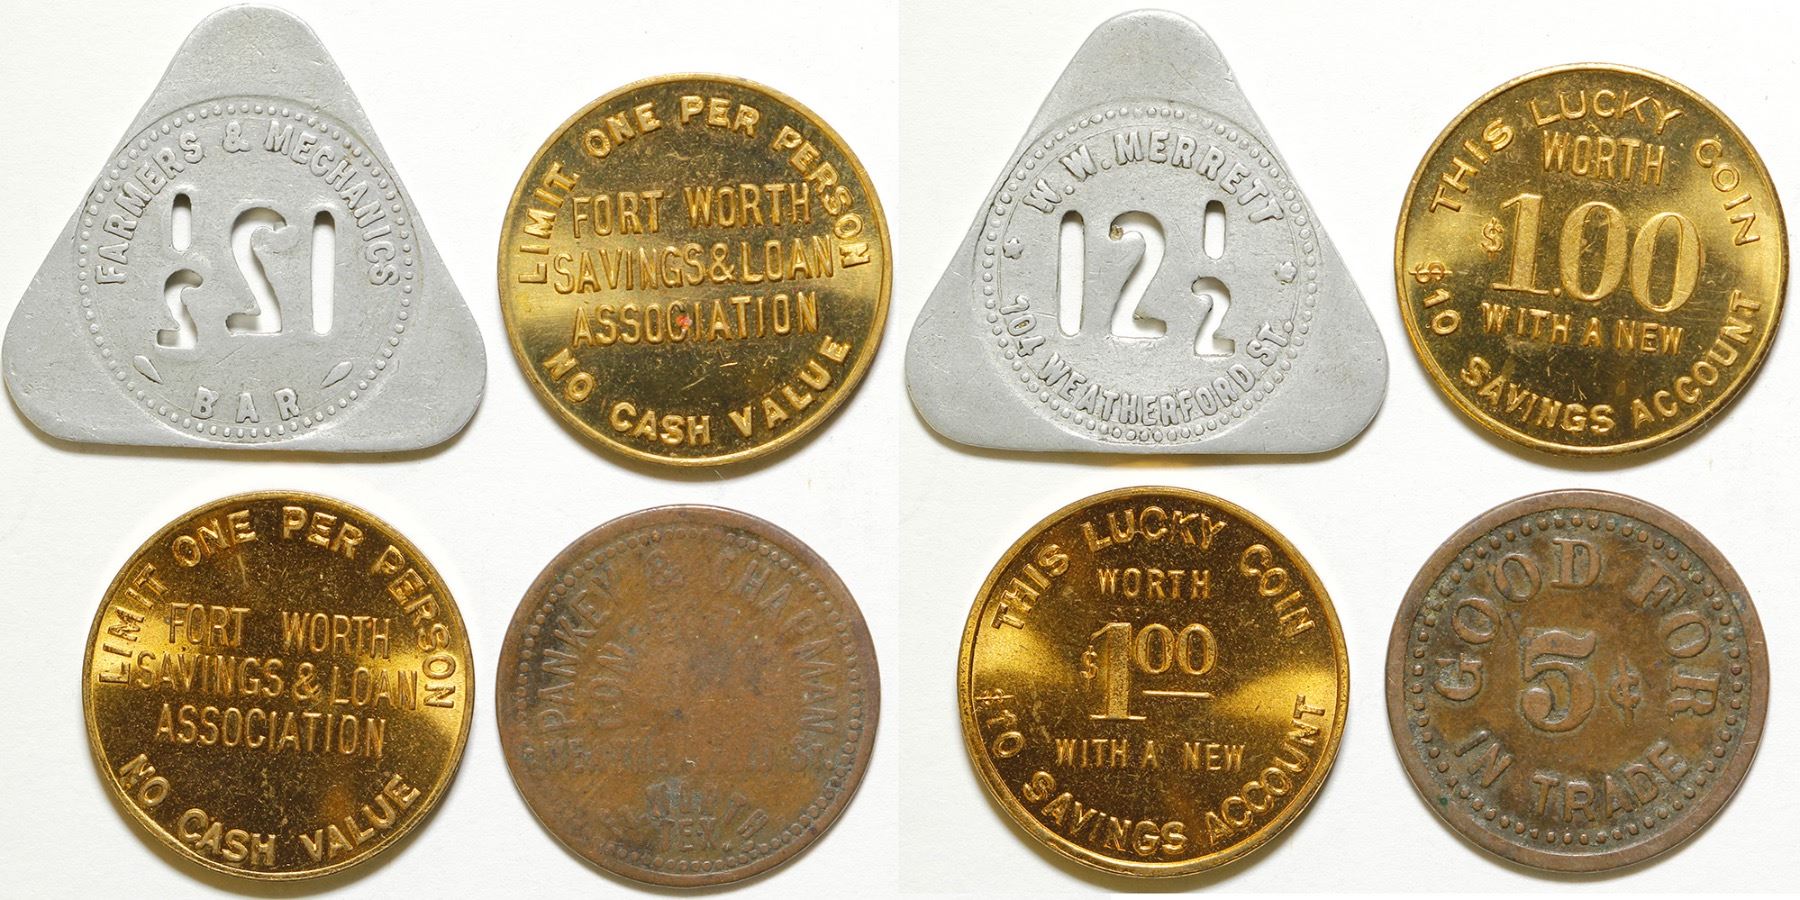 FARMERS & MECHANICS
12 1/2
BAR
LIMIT ONE PER PERSON
FORT WORTH
SAVINGS & LOAN
ASSOCIATION
NO CASH VALUE
W. W. MERRETT
12 1/2
704 WEATHERFORD ST.
THIS LUCKY COIN
WORTH
$1.00
WITH A NEW
$10 SAVINGS ACCOUNT
LIMIT ONE PER PERSON
FORT WORTH
SAVINGS & LOAN
ASSOCIATION
NO CASH VALUE
PANKEY & CHAPMAN'S
TEX.
THIS LUCKY COIN
WORTH
$1 00
WITH A NEW
$10 SAVINGS ACCOUNT
GOOD FOR
5¢
IN TRADE